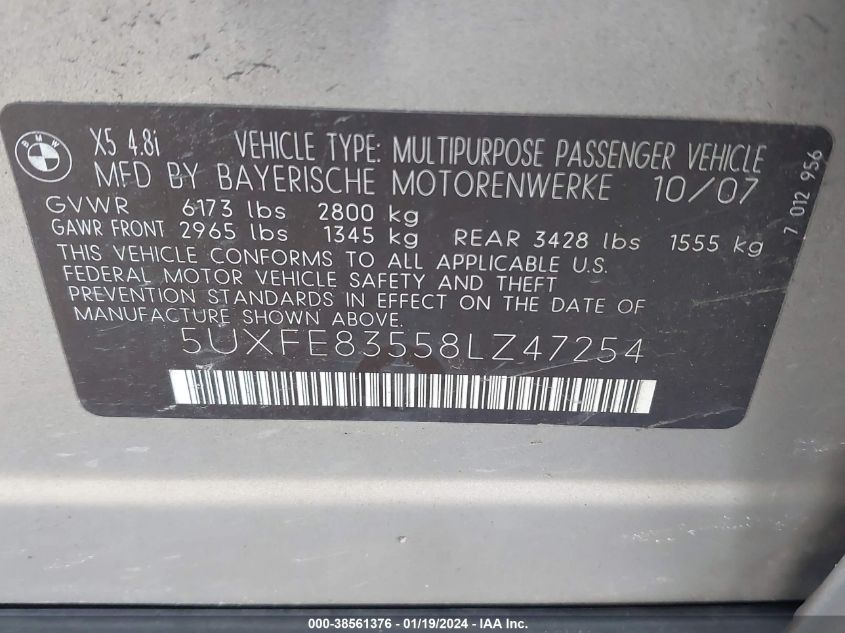 BMW
X5 4.8i VEHICLE TYPE: MULTIPURPOSE PASSENGER VEHICLE
MFD BY BAYERISCHE MOTORENWERKE 10/07
GVWR 6173 lbs 2800 kg
GAWR FRONT 2965 lbs 1345 kg REAR 3428 lbs 1555 kg
THIS VEHICLE CONFORMS TO ALL APPLICABLE U.S.
FEDERAL MOTOR VEHICLE SAFETY AND THEFT
PREVENTION STANDARDS IN EFFECT ON THE DATE OF
MANUFACTURE SHOWN ABOVE.
5UXFE83558LZ47254
7 012 956
000-38561376 - 01/19/2024 - IAA Inc.